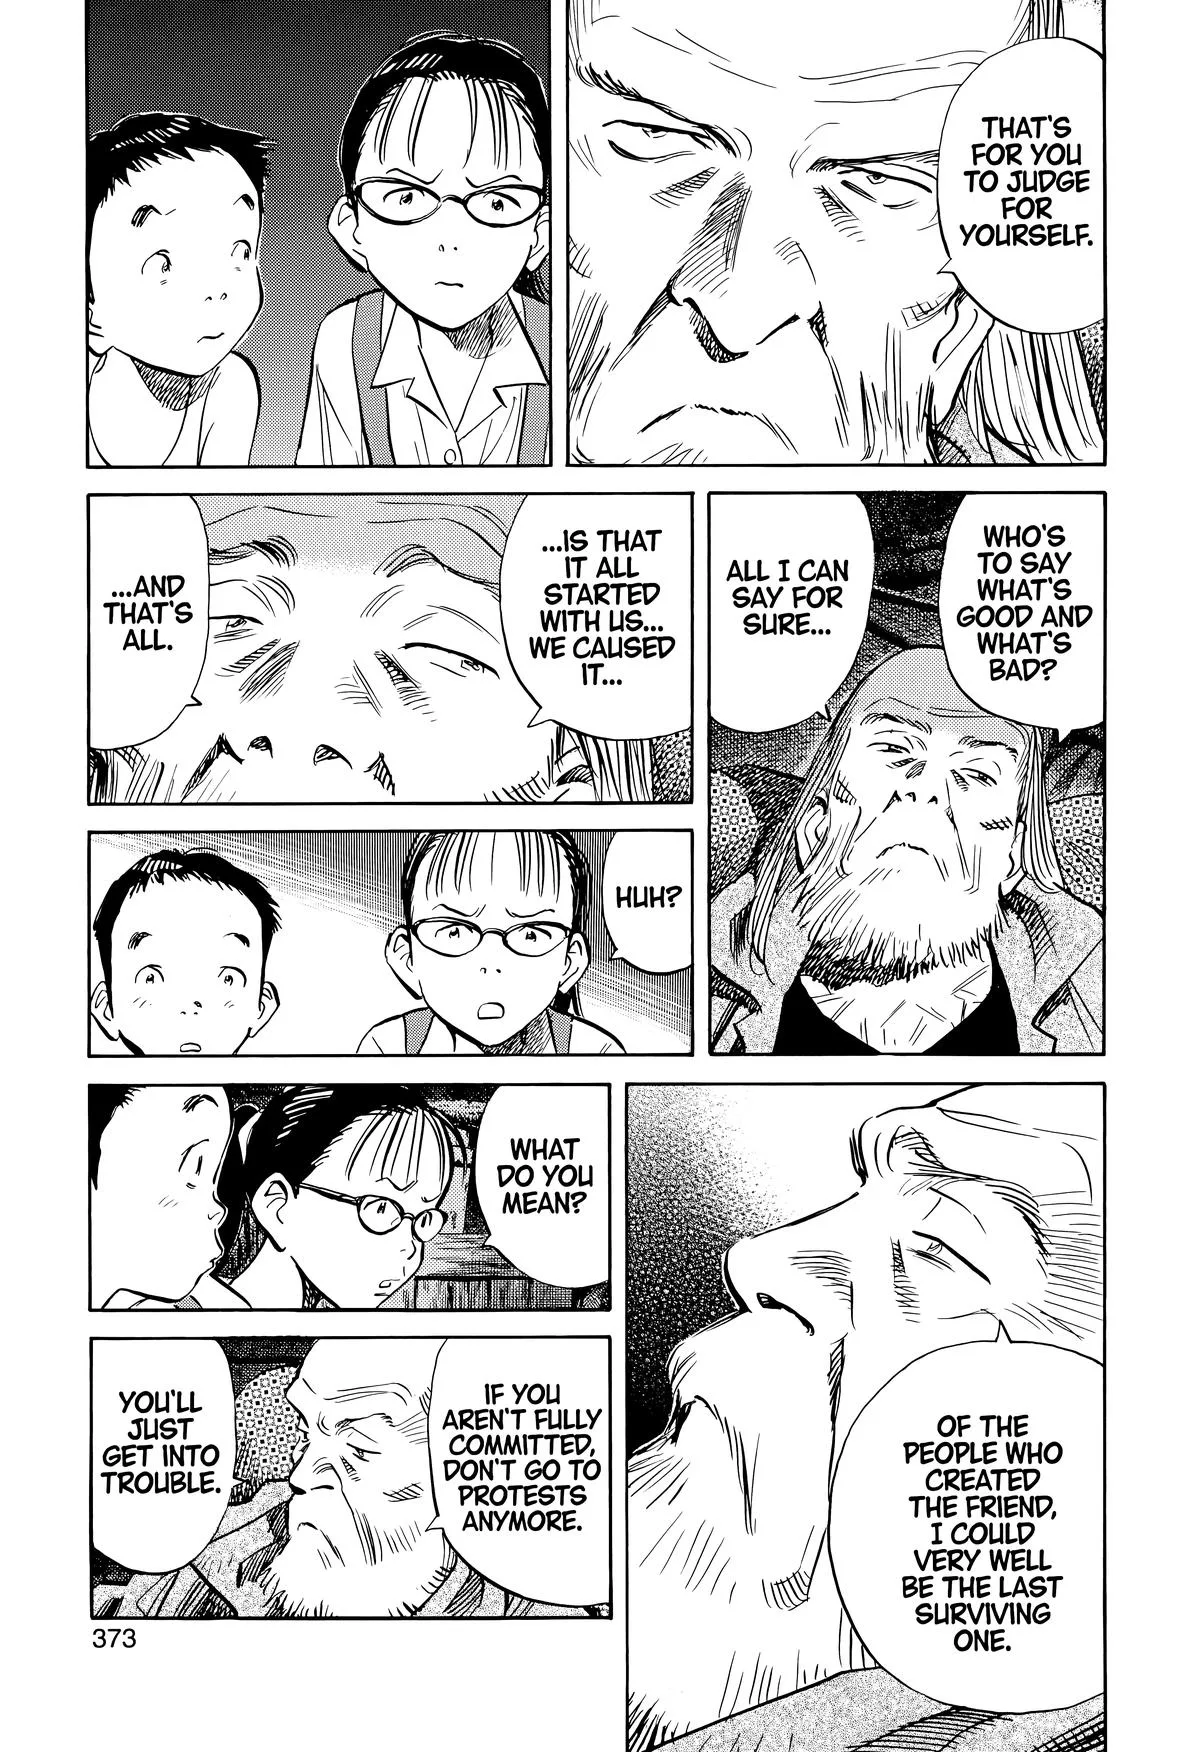 THAT'S
FOR YOU
TO JUDGE
FOR
YOURSELF.
WHO'S
TO SAY
WHAT'S
GOOD AND
WHAT'S
BAD?
ALL I CAN
SAY FOR
SURE...
...IS THAT
IT ALL
STARTED
WITH US...
WE CAUSED
IT...
...AND
THAT'S
ALL.
HUH?
OF THE
PEOPLE WHO
CREATED
THE FRIEND,
I COULD
VERY WELL
BE THE LAST
SURVIVING
ONE.
WHAT
DO YOU
MEAN?
IF YOU
AREN'T FULLY
COMMITTED,
DON'T GO TO
PROTESTS
ANYMORE.
YOU'LL
JUST
GET INTO
TROUBLE.
373